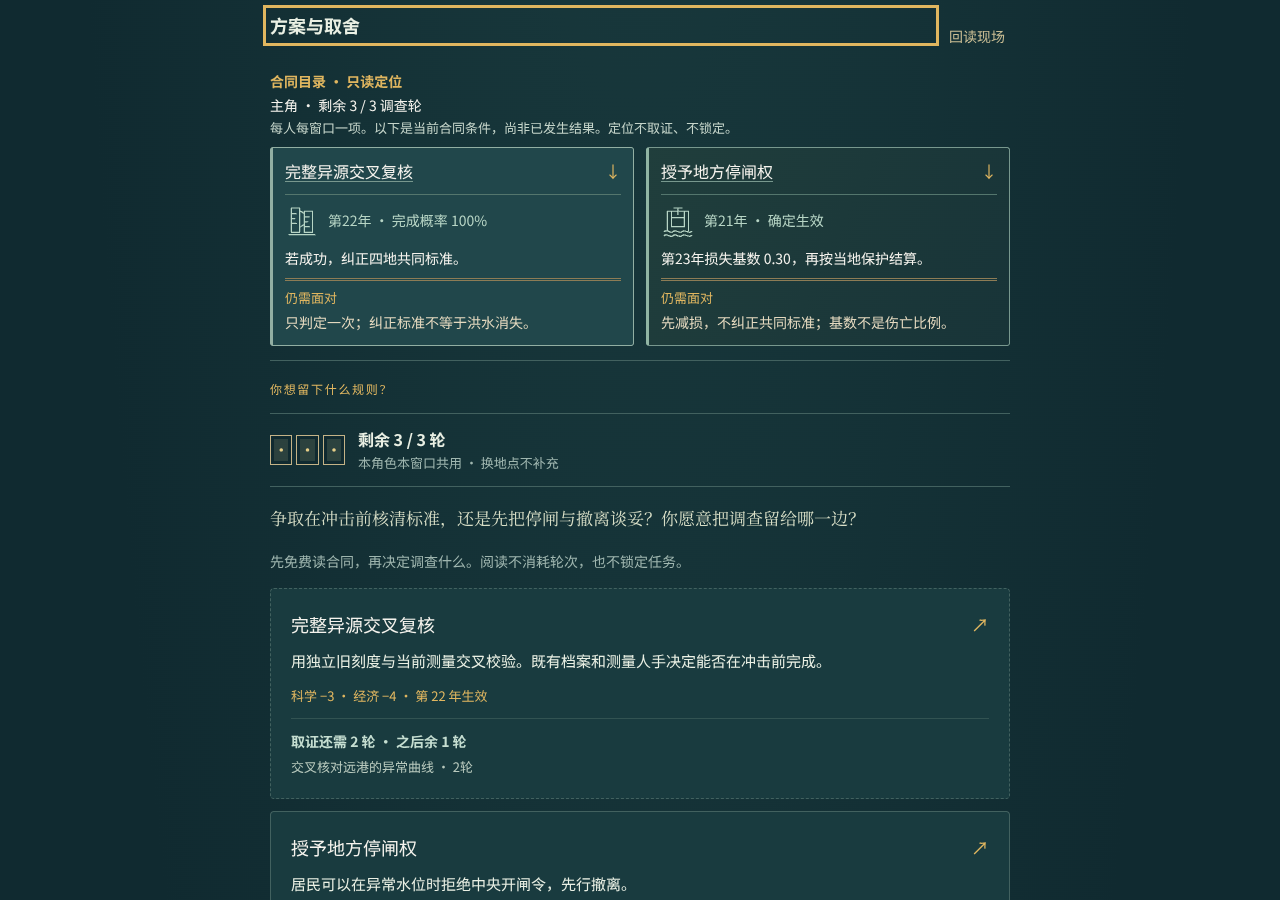 方案与取舍
回读现场
合同目录 · 只读定位
主角 · 剩余 3 / 3 调查轮
每人每窗口一项。以下是当前合同条件，尚非已发生结果。定位不取证、不锁定。
完整异源交叉复核 ↓
第22年 · 完成概率 100%
若成功，纠正四地共同标准。
仍需面对
只判定一次；纠正标准不等于洪水消失。
授予地方停闸权 ↓
第21年 · 确定生效
第23年损失基数 0.30，再按当地保护结算。
仍需面对
先减损，不纠正共同标准；基数不是伤亡比例。
你想留下什么规则？
剩余 3 / 3 轮
本角色本窗口共用 · 换地点不补充
争取在冲击前核清标准，还是先把停闸与撤离谈妥？你愿意把调查留给哪一边？
先免费读合同，再决定调查什么。阅读不消耗轮次，也不锁定任务。
完整异源交叉复核 ↗
用独立旧刻度与当前测量交叉校验。既有档案和测量人手决定能否在冲击前完成。
科学 −3 · 经济 −4 · 第 22 年生效
取证还需 2 轮 · 之后余 1 轮
交叉核对远港的异常曲线 · 2轮
授予地方停闸权 ↗
居民可以在异常水位时拒绝中央开闸令，先行撤离。